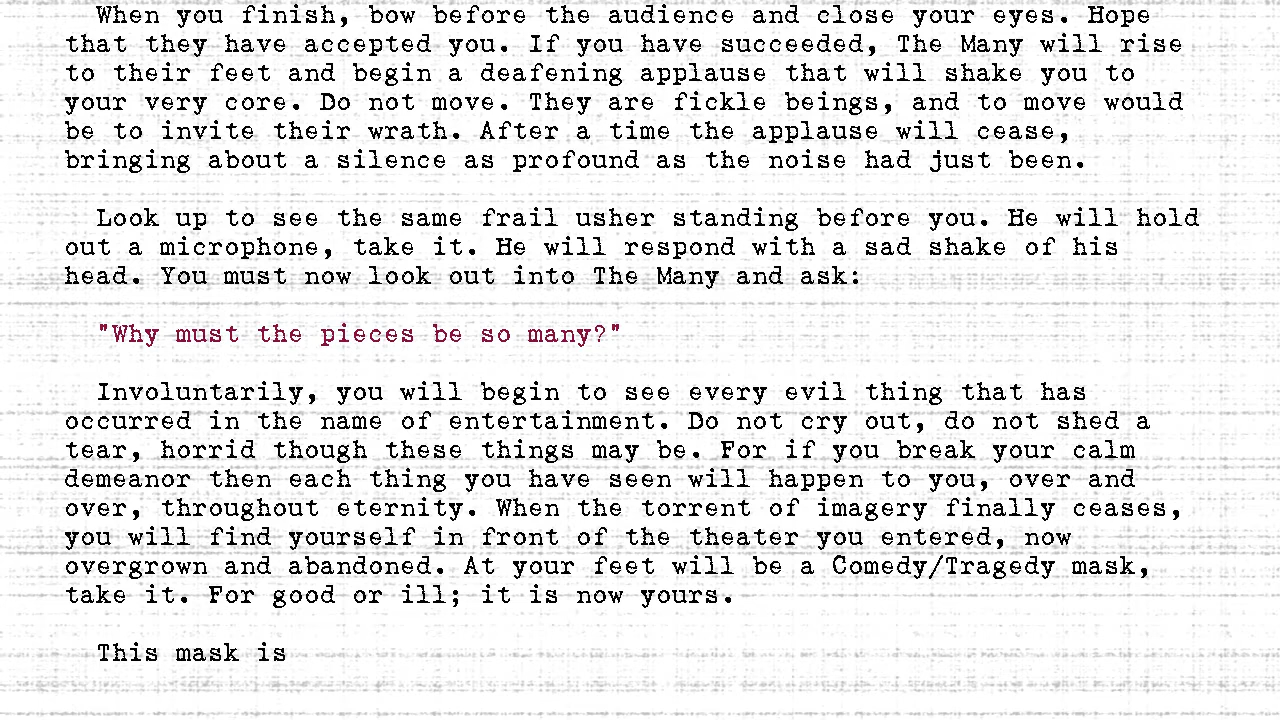 When you finish, bow before the audience and close your eyes. Hope
that they have accepted you. If you have succeeded, The Many will rise
to their feet and begin a deafening applause that will shake you to
your very core. Do not move. They are fickle beings, and to move would
be to invite their wrath. After a time the applause will cease,
bringing about a silence as profound as the noise had just been.
Look up to see the same frail usher standing before you. He will hold
out a microphone, take it. He will respond with a sad shake of his
head. You must now look out into The Many and ask:
"Why must the pieces be so many?"
Involuntarily, you will begin to see every evil thing that has
occurred in the name of entertainment. Do not cry out, do not shed a
tear, horrid though these things may be. For if you break your calm
demeanor then each thing you have seen will happen to you, over and
over, throughout eternity. When the torrent of imagery finally ceases,
you will find yourself in front of the theater you entered, now
overgrown and abandoned. At your feet will be a Comedy/Tragedy mask,
take it. For good or ill; it is now yours.
This mask is